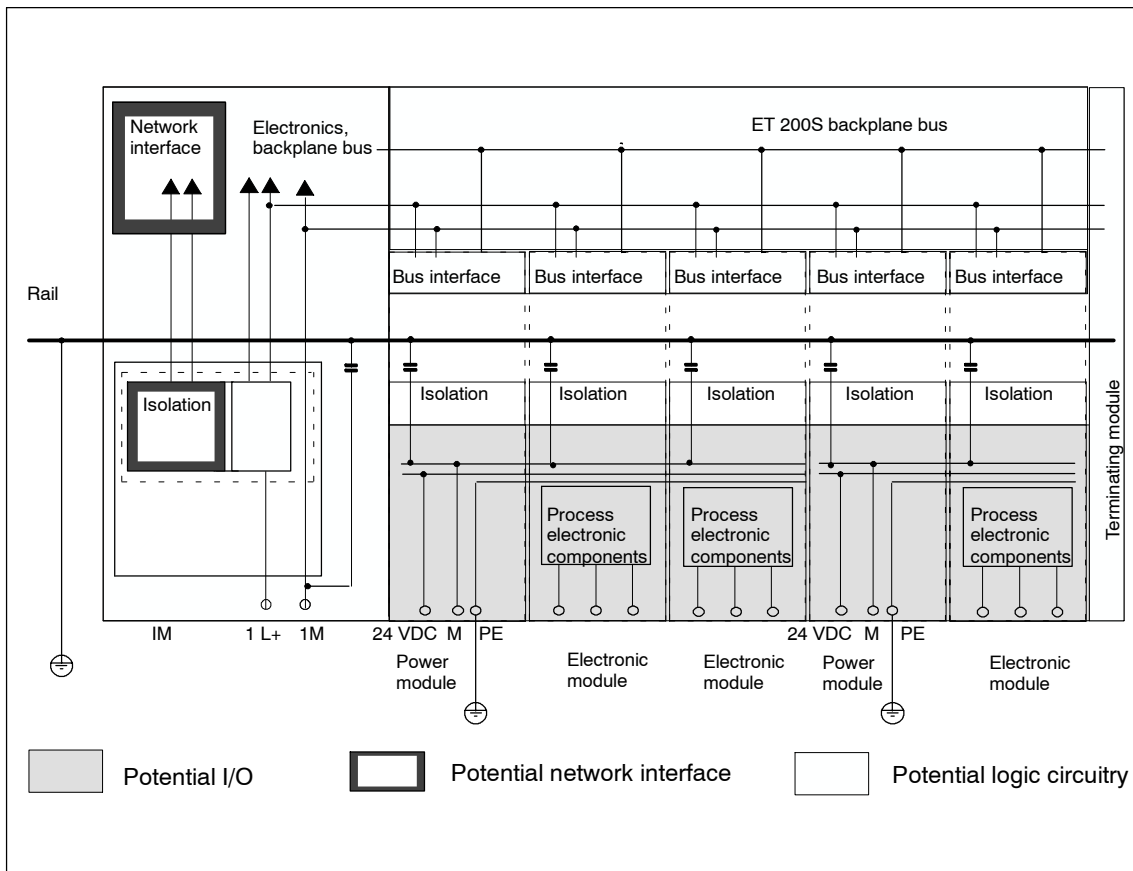 Network
interface
Electronics,
backplane bus
ET 200S backplane bus
Bus interface
Bus interface
Bus interface
Bus interface
Bus interface
Rail
Isolation
Isolation
Isolation
Isolation
Isolation
Isolation
Process
electronic
components
Process
electronic
components
Process
electronic
components
Terminating module
IM
1 L+
1M
24 VDC
M
PE
24 VDC
M
PE
Power
module
Electronic
module
Electronic
module
Power
module
Electronic
module
Potential I/O
Potential network interface
Potential logic circuitry